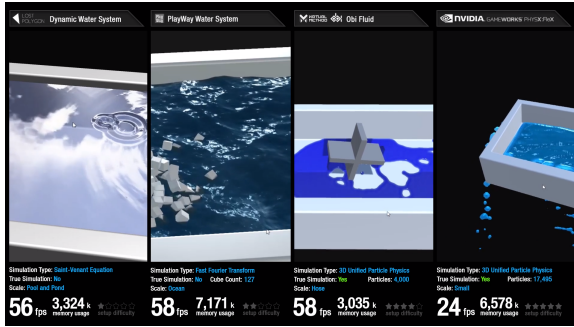 LOST
POLYGON
Dynamic Water System
Simulation Type: Saint-Venant Equation
True Simulation: No
Scale: Pool and Pond
56 fps 3,324 k
memory usage
setup difficulty
PlayWay Water System
Simulation Type: Fast Fourier Transform
True Simulation: No Cube Count: 127
Scale: Ocean
58 fps 7,171 k
memory usage
setup difficulty
VIRTUAL
METHOD
Obi Fluid
Simulation Type: 3D Unified Particle Physics
True Simulation: Yes Particles: 4,000
Scale: Hose
58 fps 3,035 k
memory usage
setup difficulty
NVIDIA. GAMEWORKS PHYSX FleX
Simulation Type: 3D Unified Particle Physics
True Simulation: Yes Particles: 17,495
Scale: Small
24 fps 6,578 k
memory usage
setup difficulty